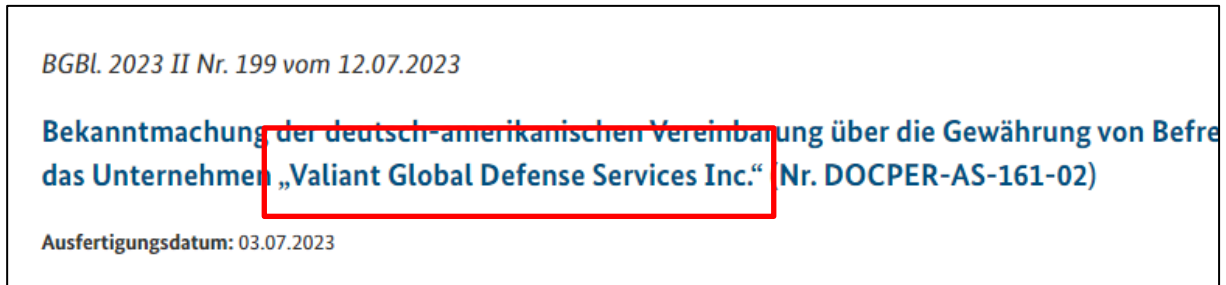 BGBl. 2023 II Nr. 199 vom 12.07.2023
Bekanntmachung der deutsch-amerikanischen Vereinbarung über die Gewährung von Befre
das Unternehmen „Valiant Global Defense Services Inc.“ (Nr. DOCPER-AS-161-02)
Ausfertigungsdatum: 03.07.2023